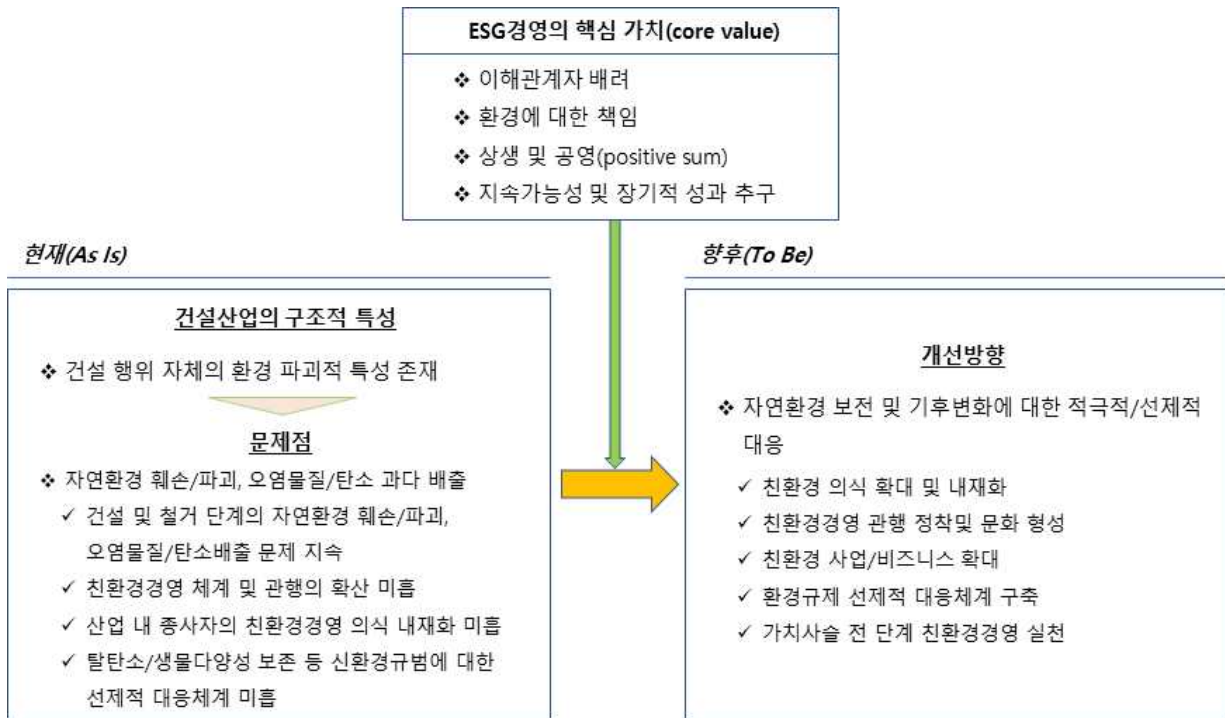 ESG경영의 핵심 가치(core value)
❖ 이해관계자 배려
❖ 환경에 대한 책임
❖ 상생 및 공영(positive sum)
❖ 지속가능성 및 장기적 성과 추구
현재(As Is)
건설산업의 구조적 특성
❖ 건설 행위 자체의 환경 파괴적 특성 존재
문제점
❖ 자연환경 훼손/파괴, 오염물질/탄소 과다 배출
✓ 건설 및 철거 단계의 자연환경 훼손/파괴,
오염물질/탄소배출 문제 지속
✓ 친환경경영 체계 및 관행의 확산 미흡
✓ 산업 내 종사자의 친환경경영 의식 내재화 미흡
✓ 탈탄소/생물다양성 보존 등 신환경규범에 대한
선제적 대응체계 미흡
향후(To Be)
개선방향
❖ 자연환경 보전 및 기후변화에 대한 적극적/선제적
대응
✓ 친환경 의식 확대 및 내재화
✓ 친환경경영 관행 정착및 문화 형성
✓ 친환경 사업/비즈니스 확대
✓ 환경규제 선제적 대응체계 구축
✓ 가치사슬 전 단계 친환경경영 실천